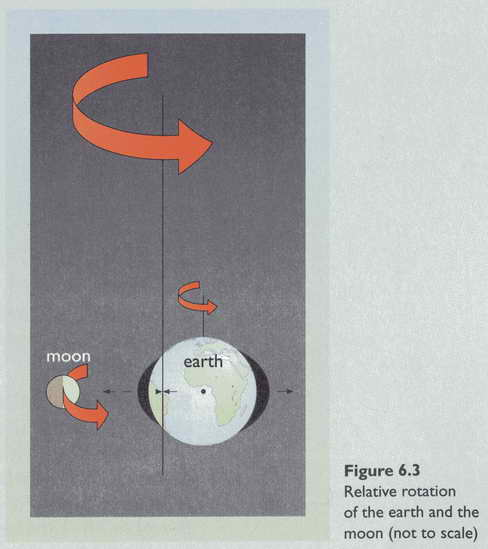 moon
earth
Figure 6.3
Relative rotation
of the earth and the
moon (not to scale)